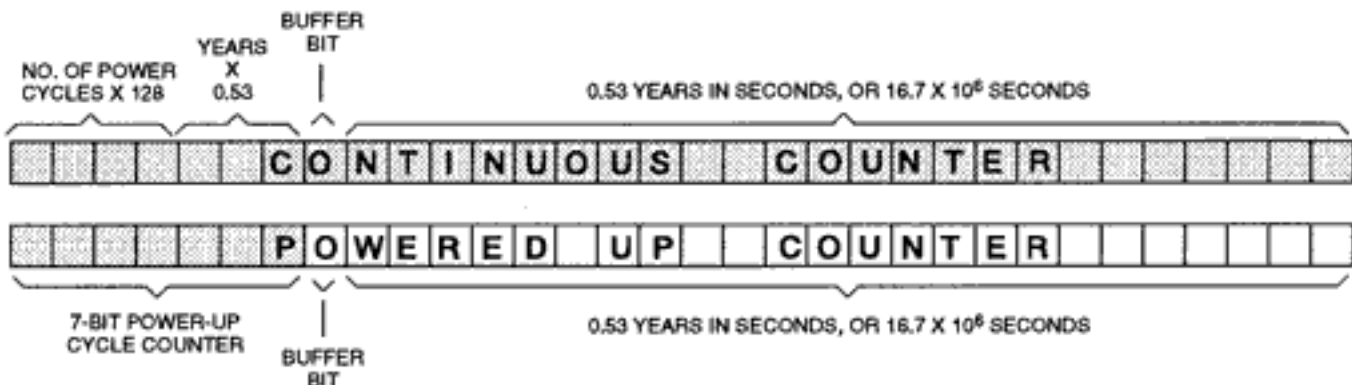 BUFFER
BIT
YEARS
X
0.53
NO. OF POWER
CYCLES X 128
0.53 YEARS IN SECONDS, OR 16.7 X 10⁶ SECONDS
CONTINUOUS COUNTER
POWERED UP COUNTER
7-BIT POWER-UP
CYCLE COUNTER
BUFFER
BIT
0.53 YEARS IN SECONDS, OR 16.7 X 10⁶ SECONDS